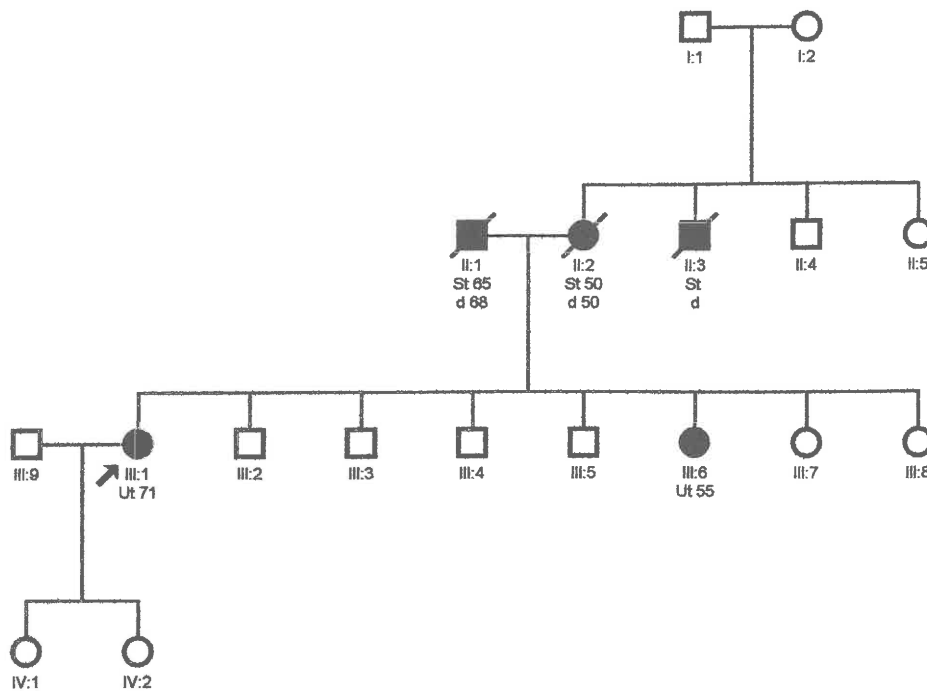 I:1 I:2
II:1 II:2 II:3 II:4 II:5
St 65 St 50 St
d 68 d 50 d
III:9 III:1 III:2 III:3 III:4 III:5 III:6 III:7 III:8
Ut 71 Ut 55
IV:1 IV:2